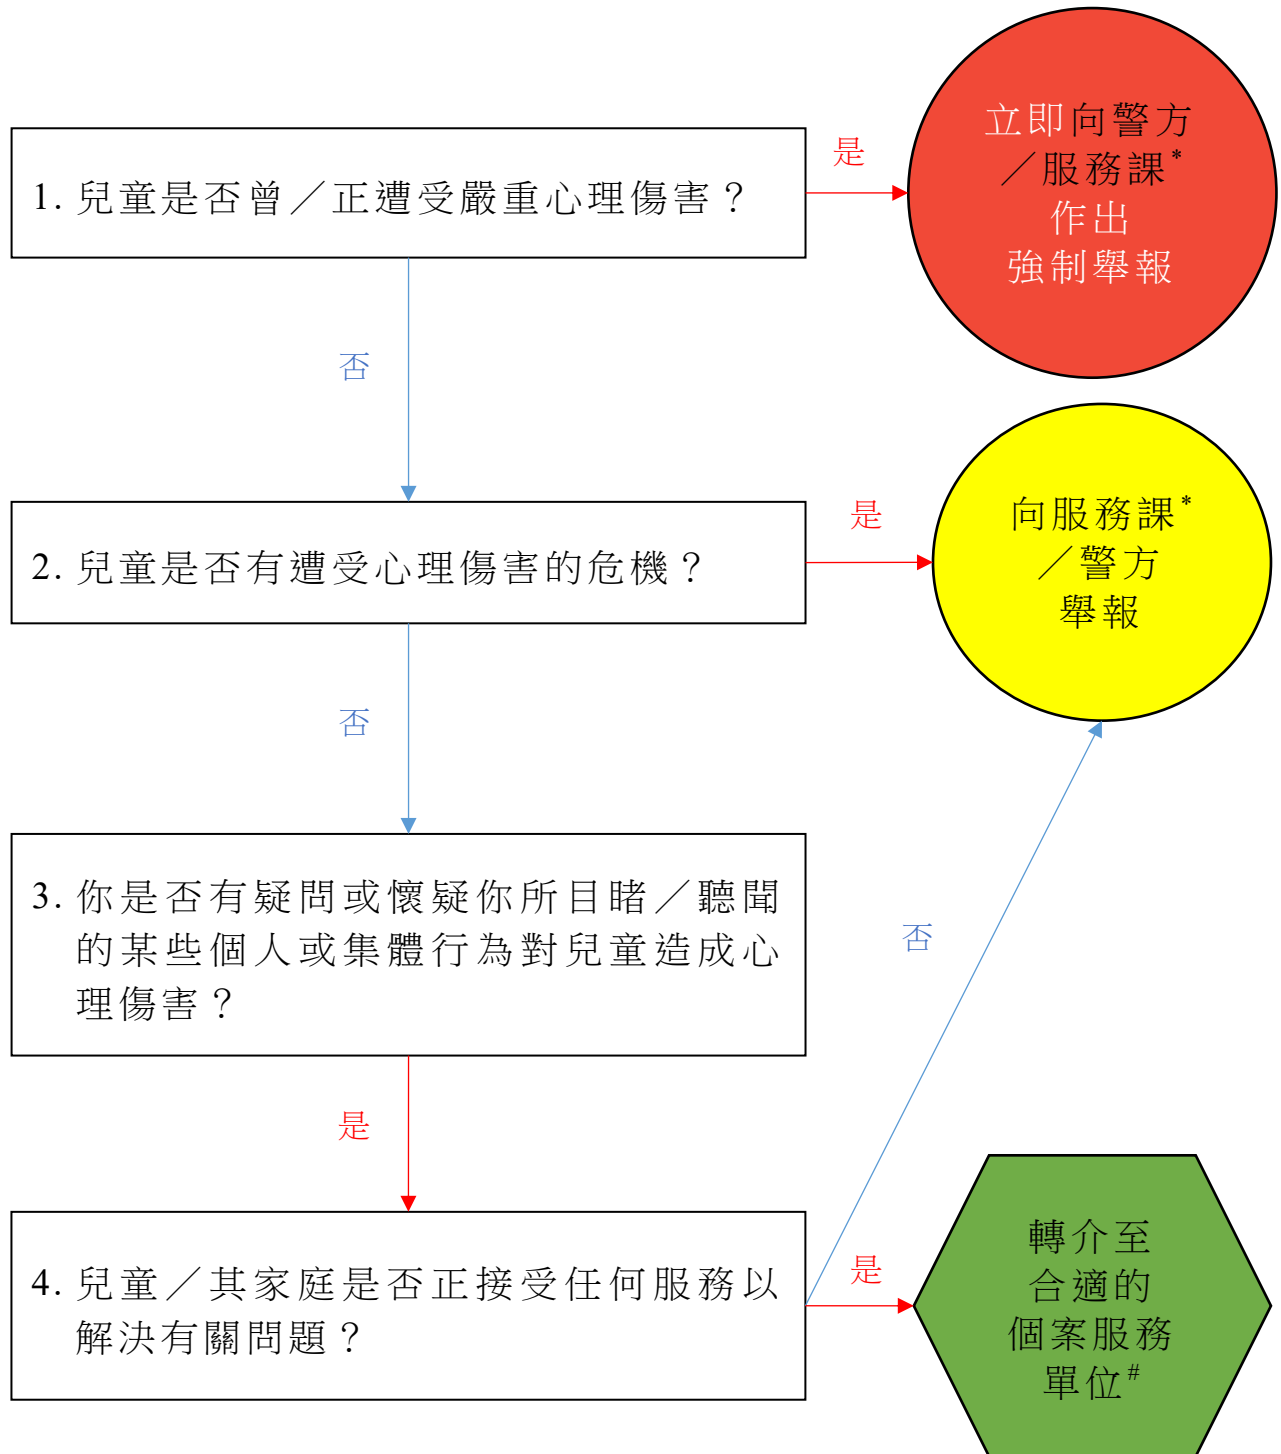 立即向警方
／服務課*
作出
強制舉報
是
1. 兒童是否曾／正遭受嚴重心理傷害？
否
向服務課*
／警方
舉報
是
2. 兒童是否有遭受心理傷害的危機？
否
3. 你是否有疑問或懷疑你所目睹／聽聞
的某些個人或集體行為對兒童造成心
理傷害？
否
是
4. 兒童／其家庭是否正接受任何服務以
解決有關問題？
是
轉介至
合適的
個案服務
單位#